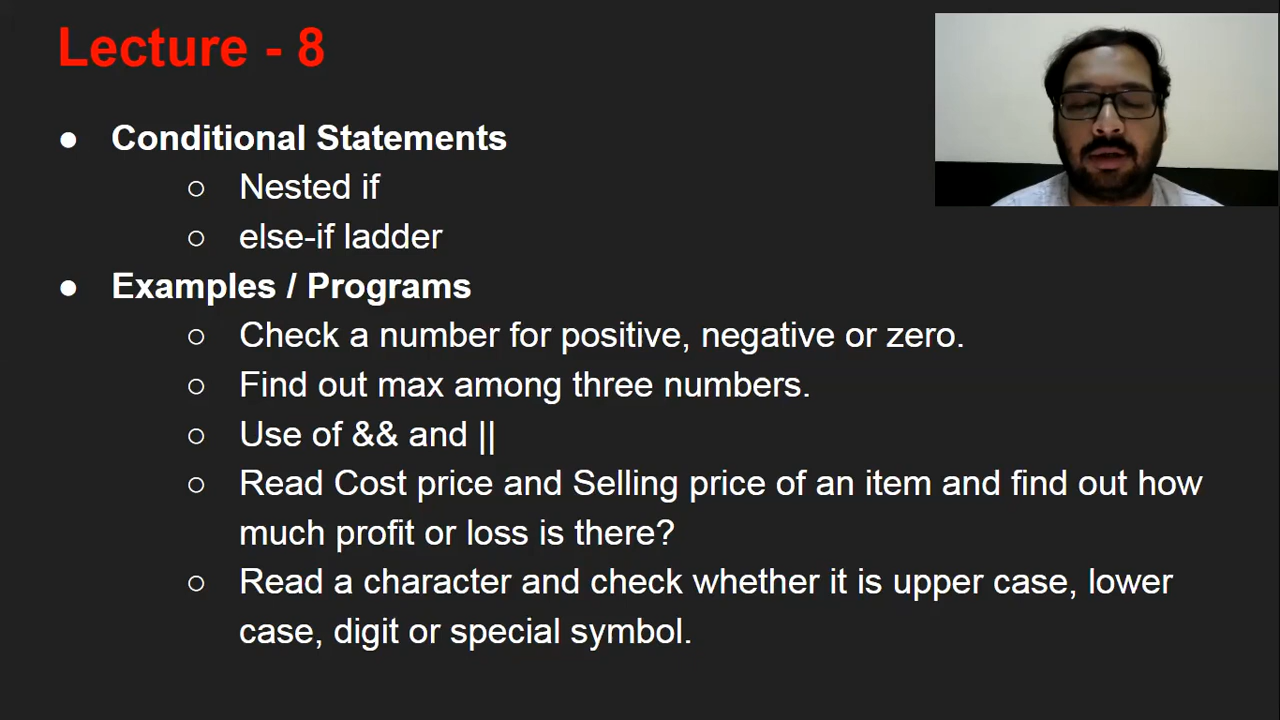 Lecture - 8
● Conditional Statements
○ Nested if
○ else-if ladder
● Examples / Programs
○ Check a number for positive, negative or zero.
○ Find out max among three numbers.
○ Use of && and ||
○ Read Cost price and Selling price of an item and find out how
much profit or loss is there?
○ Read a character and check whether it is upper case, lower
case, digit or special symbol.